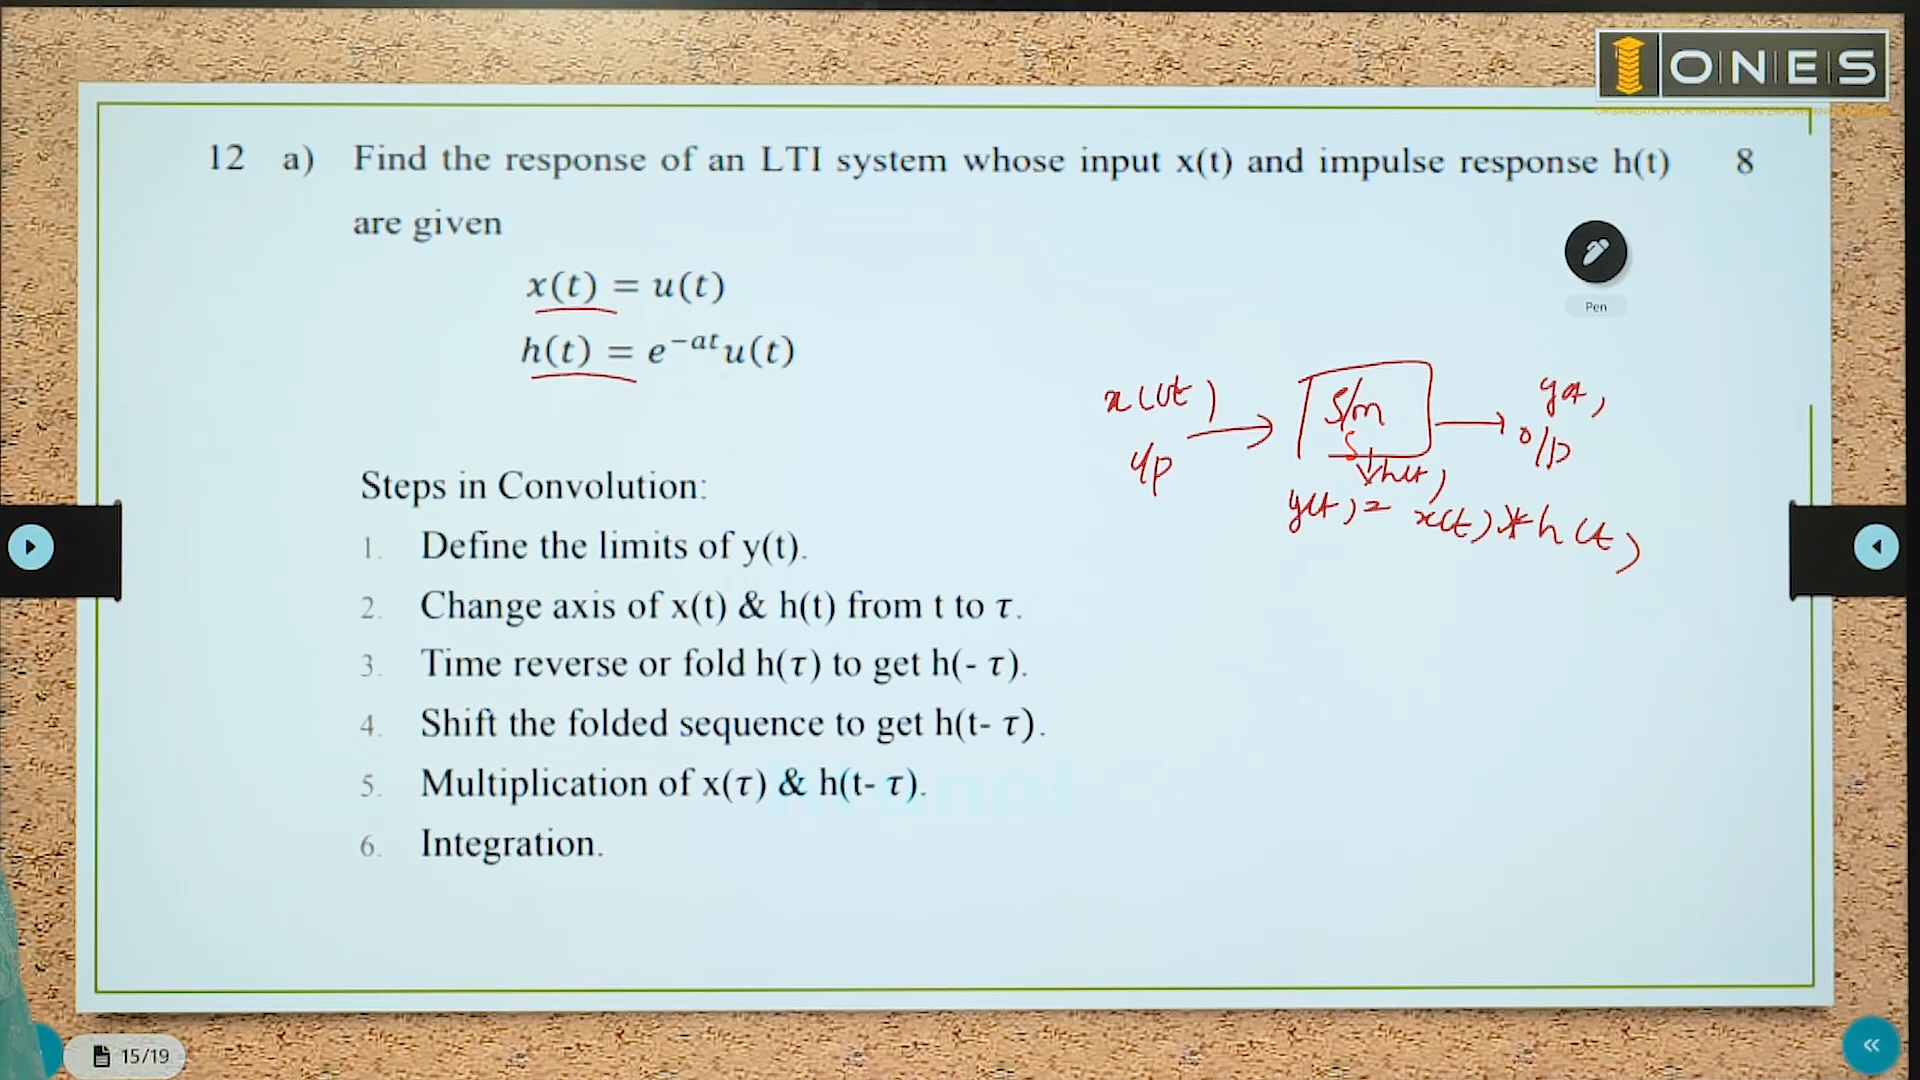 ONES
12 a) Find the response of an LTI system whose input x(t) and impulse response h(t) 8
are given
x(t) = u(t)
h(t) = e^{-at}u(t)
Pen
x(t) → S/m → y(t)
i/p o/p
S
h(t)
y(t) = x(t) * h(t)
Steps in Convolution:
1. Define the limits of y(t).
2. Change axis of x(t) & h(t) from t to τ.
3. Time reverse or fold h(τ) to get h(- τ).
4. Shift the folded sequence to get h(t- τ).
5. Multiplication of x(τ) & h(t- τ).
6. Integration.
15/19